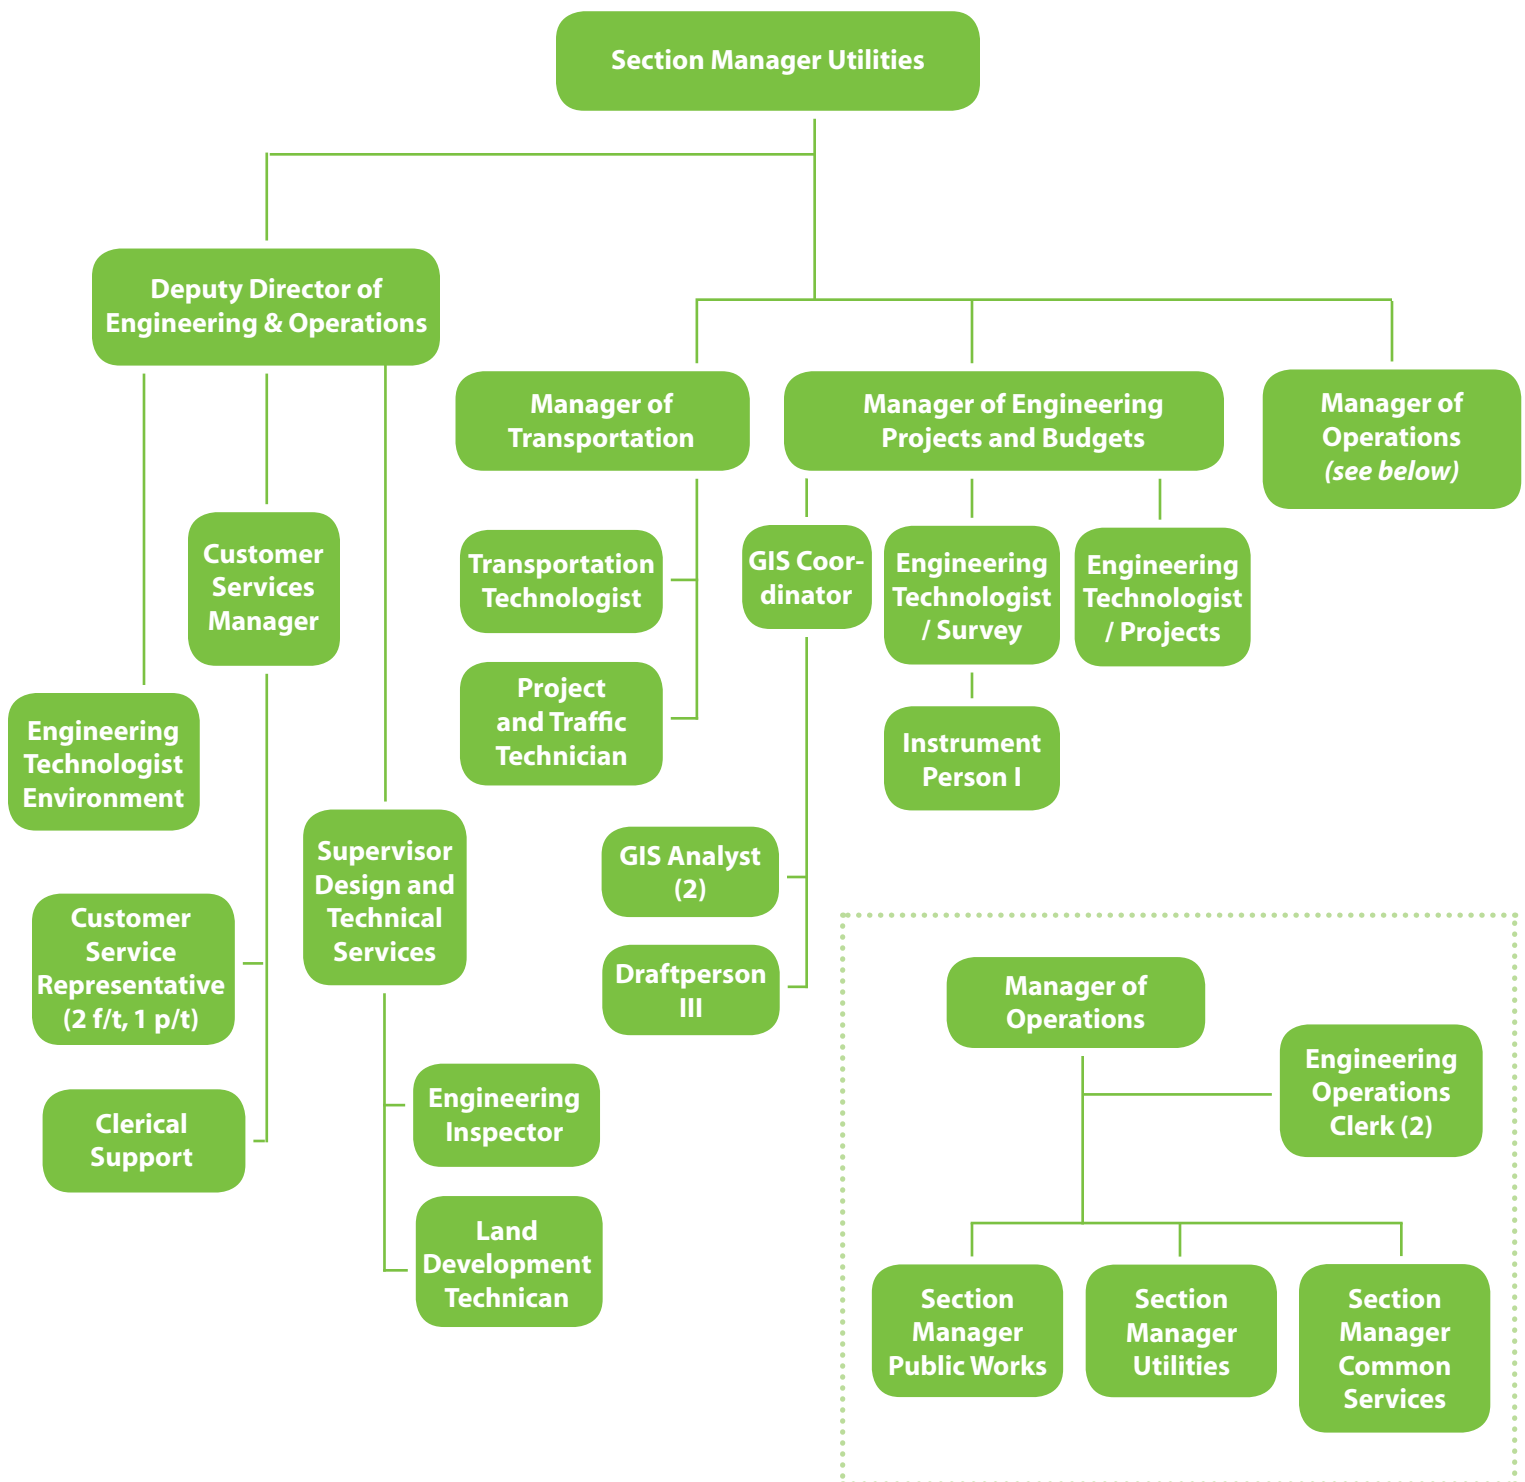 Section Manager Utilities
Deputy Director of
Engineering & Operations
Manager of
Transportation
Manager of Engineering
Projects and Budgets
Manager of
Operations
(see below)
Customer
Services
Manager
Transportation
Technologist
GIS Coor-
dinator
Engineering
Technologist
/ Survey
Engineering
Technologist
/ Projects
Project
and Traffic
Technician
Engineering
Technologist
Environment
Instrument
Person I
Supervisor
Design and
Technical
Services
GIS Analyst
(2)
Customer
Service
Representative
(2 f/t, 1 p/t)
Draftperson
III
Clerical
Support
Engineering
Inspector
Land
Development
Technican
Manager of
Operations
Engineering
Operations
Clerk (2)
Section
Manager
Public Works
Section
Manager
Utilities
Section
Manager
Common
Services